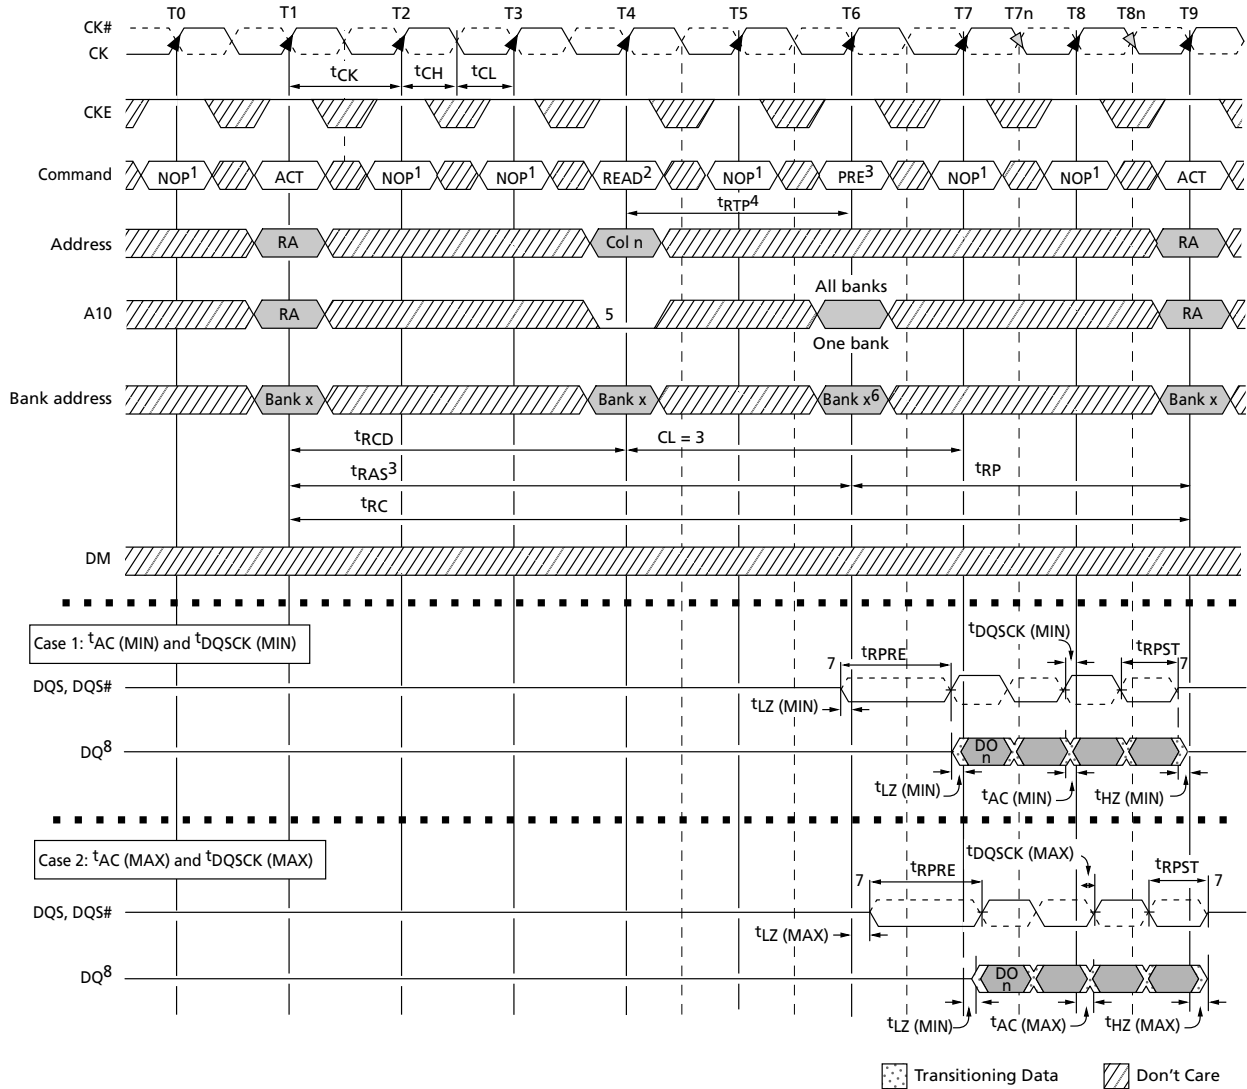 T0 T1 T2 T3 T4 T5 T6 T7 T7n T8 T8n T9
CK#
CK
tCK tCH tCL
CKE
Command NOP1 ACT NOP1 NOP1 READ2 NOP1 PRE3 NOP1 NOP1 ACT
tRTP4
Address RA Col n RA
All banks
A10 RA 5 RA
One bank
Bank address Bank x Bank x Bank x6 Bank x
tRCD CL = 3
tRAS3 tRP
tRC
DM
Case 1: tAC (MIN) and tDQSCK (MIN)
tDQSCK (MIN)
7 tRPRE tRPST 7
DQS, DQS#
tLZ (MIN)
DQ8 DO
n
tLZ (MIN) tAC (MIN) tHZ (MIN)
Case 2: tAC (MAX) and tDQSCK (MAX)
tDQSCK (MAX)
7 tRPRE tRPST 7
DQS, DQS#
tLZ (MAX)
DQ8 DO
n
tLZ (MIN) tAC (MAX) tHZ (MAX)
Transitioning Data Don't Care